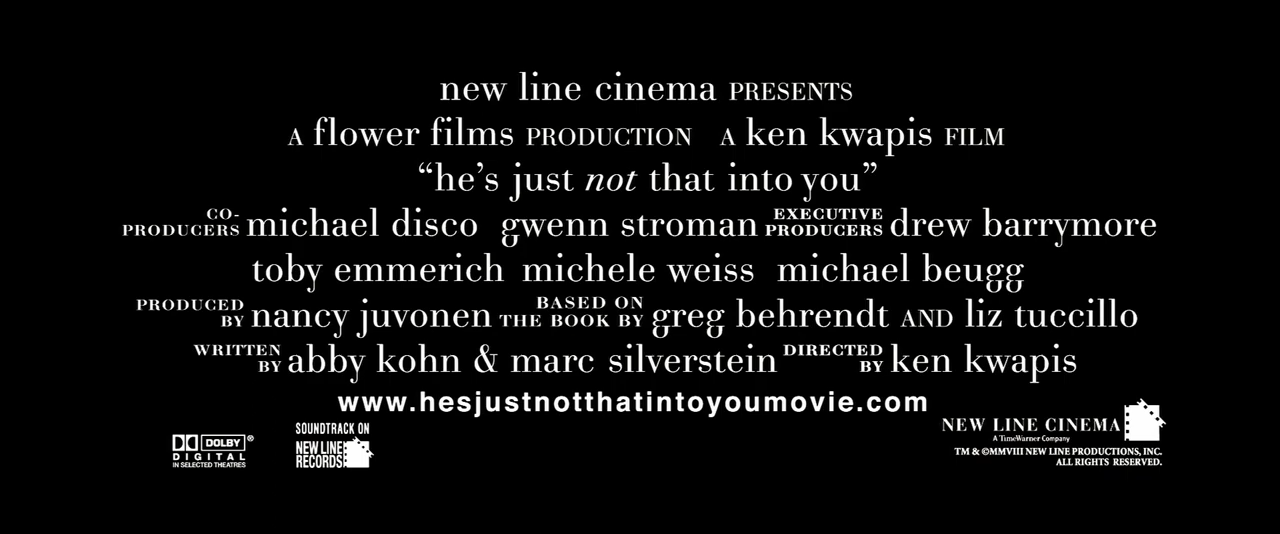 new line cinema PRESENTS
A flower films PRODUCTION A ken kwapis FILM
“he’s just not that into you”
CO-PRODUCERS michael disco gwenn stroman EXECUTIVE PRODUCERS drew barrymore
toby emmerich michele weiss michael beugg
PRODUCED BY nancy juvonen BASED ON THE BOOK BY greg behrendt AND liz tuccillo
WRITTEN BY abby kohn & marc silverstein DIRECTED BY ken kwapis
www.hesjustnotthatintoyoumovie.com
DOLBY®
DIGITAL
IN SELECTED THEATRES
SOUNDTRACK ON
NEW LINE
RECORDS
NEW LINE CINEMA
A TimeWarner Company
TM & ©MMVIII NEW LINE PRODUCTIONS, INC.
ALL RIGHTS RESERVED.